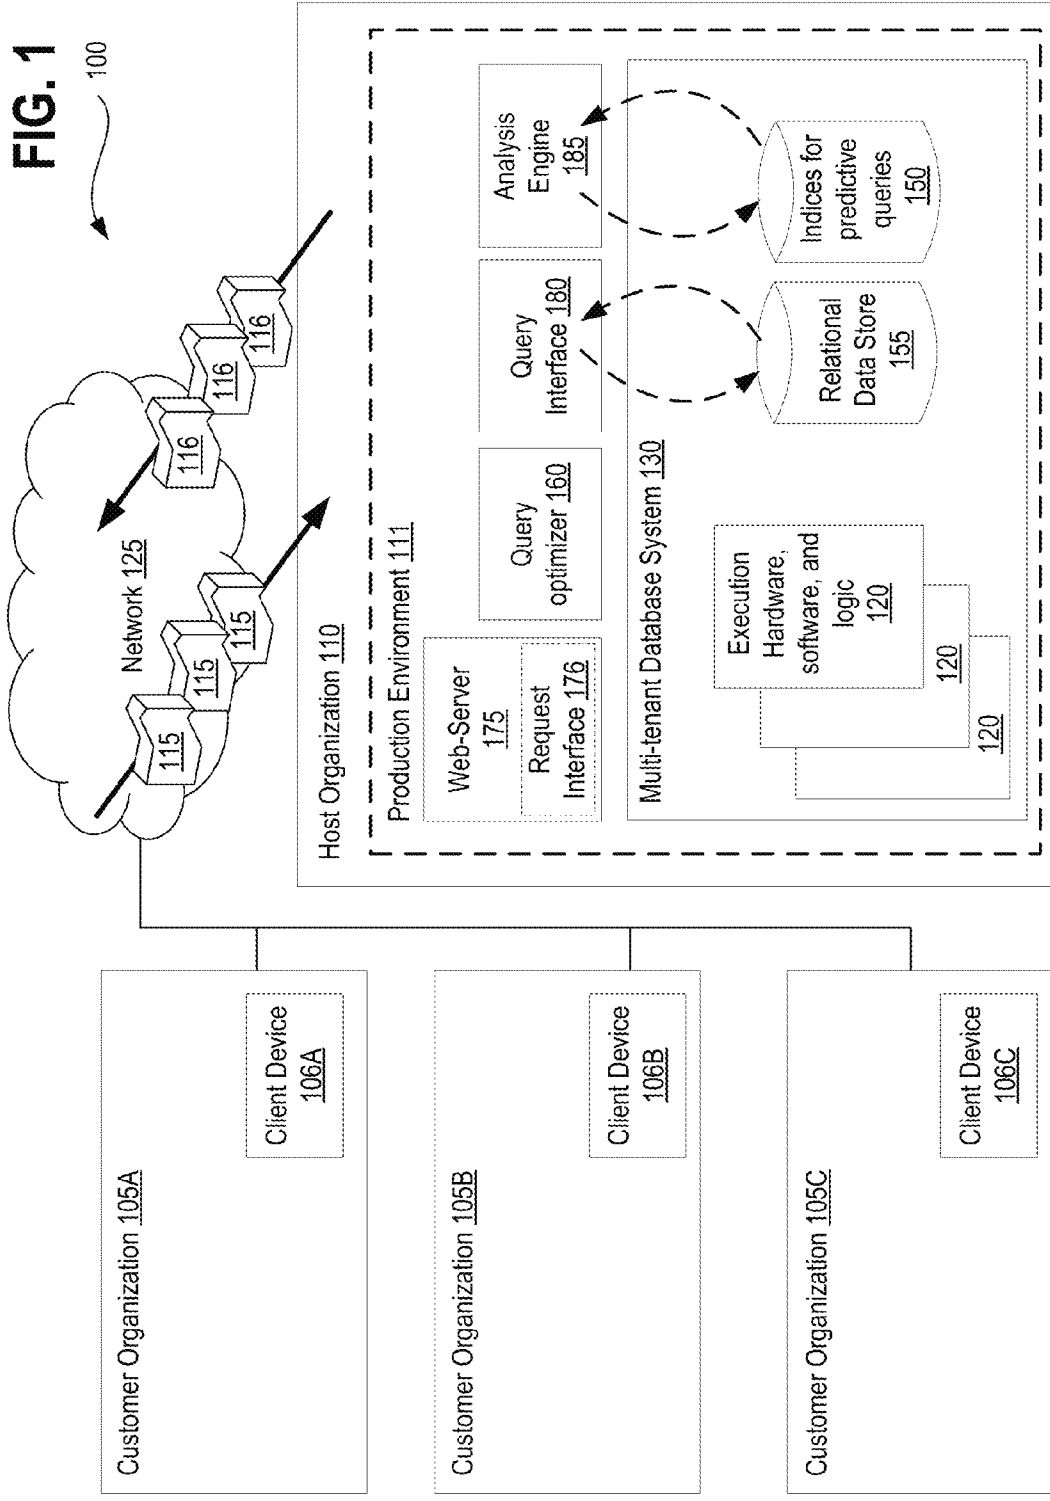 FIG. 1
100
Network 125
115
115
115
116
116
116
Host Organization 110
Production Environment 111
Web-Server
175
Request
Interface 176
Query
optimizer 160
Query
Interface 180
Analysis
Engine
185
Multi-tenant Database System 130
Execution
Hardware,
software, and
logic
120
120
120
Relational
Data Store
155
Indices for
predictive
queries
150
Customer Organization 105A
Client Device
106A
Customer Organization 105B
Client Device
106B
Customer Organization 105C
Client Device
106C